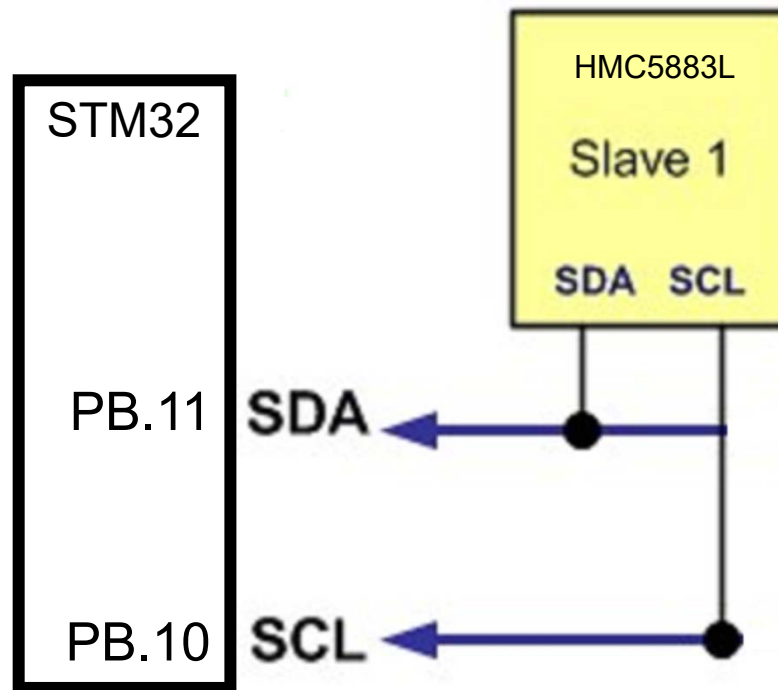 STM32
HMC5883L
Slave 1
SDA SCL
PB.11 SDA
PB.10 SCL